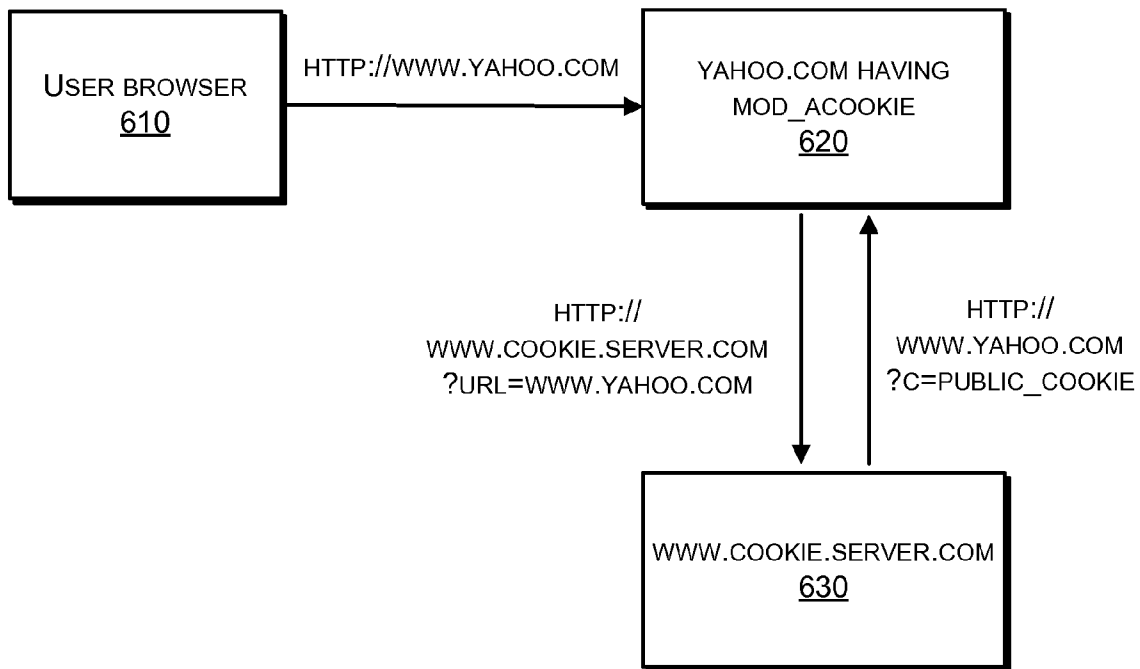 USER BROWSER
610
HTTP://WWW.YAHOO.COM
YAHOO.COM HAVING
MOD_ACOOKIE
620
HTTP://
WWW.COOKIE.SERVER.COM
?URL=WWW.YAHOO.COM
HTTP://
WWW.YAHOO.COM
?C=PUBLIC_COOKIE
WWW.COOKIE.SERVER.COM
630